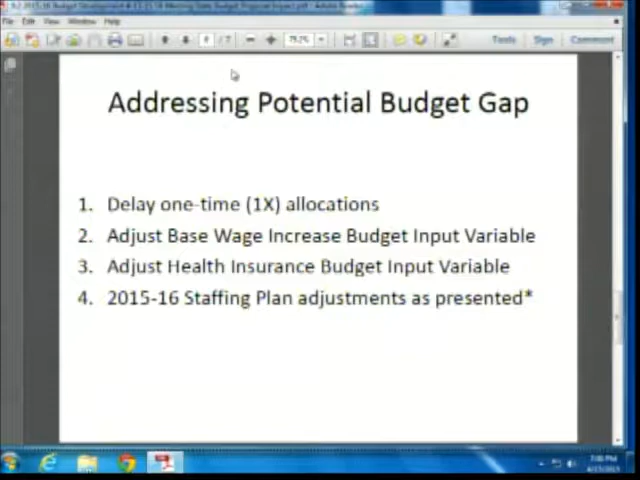 File Edit View Window Help
Tools Sign Comment
Addressing Potential Budget Gap
1. Delay one-time (1X) allocations
2. Adjust Base Wage Increase Budget Input Variable
3. Adjust Health Insurance Budget Input Variable
4. 2015-16 Staffing Plan adjustments as presented*